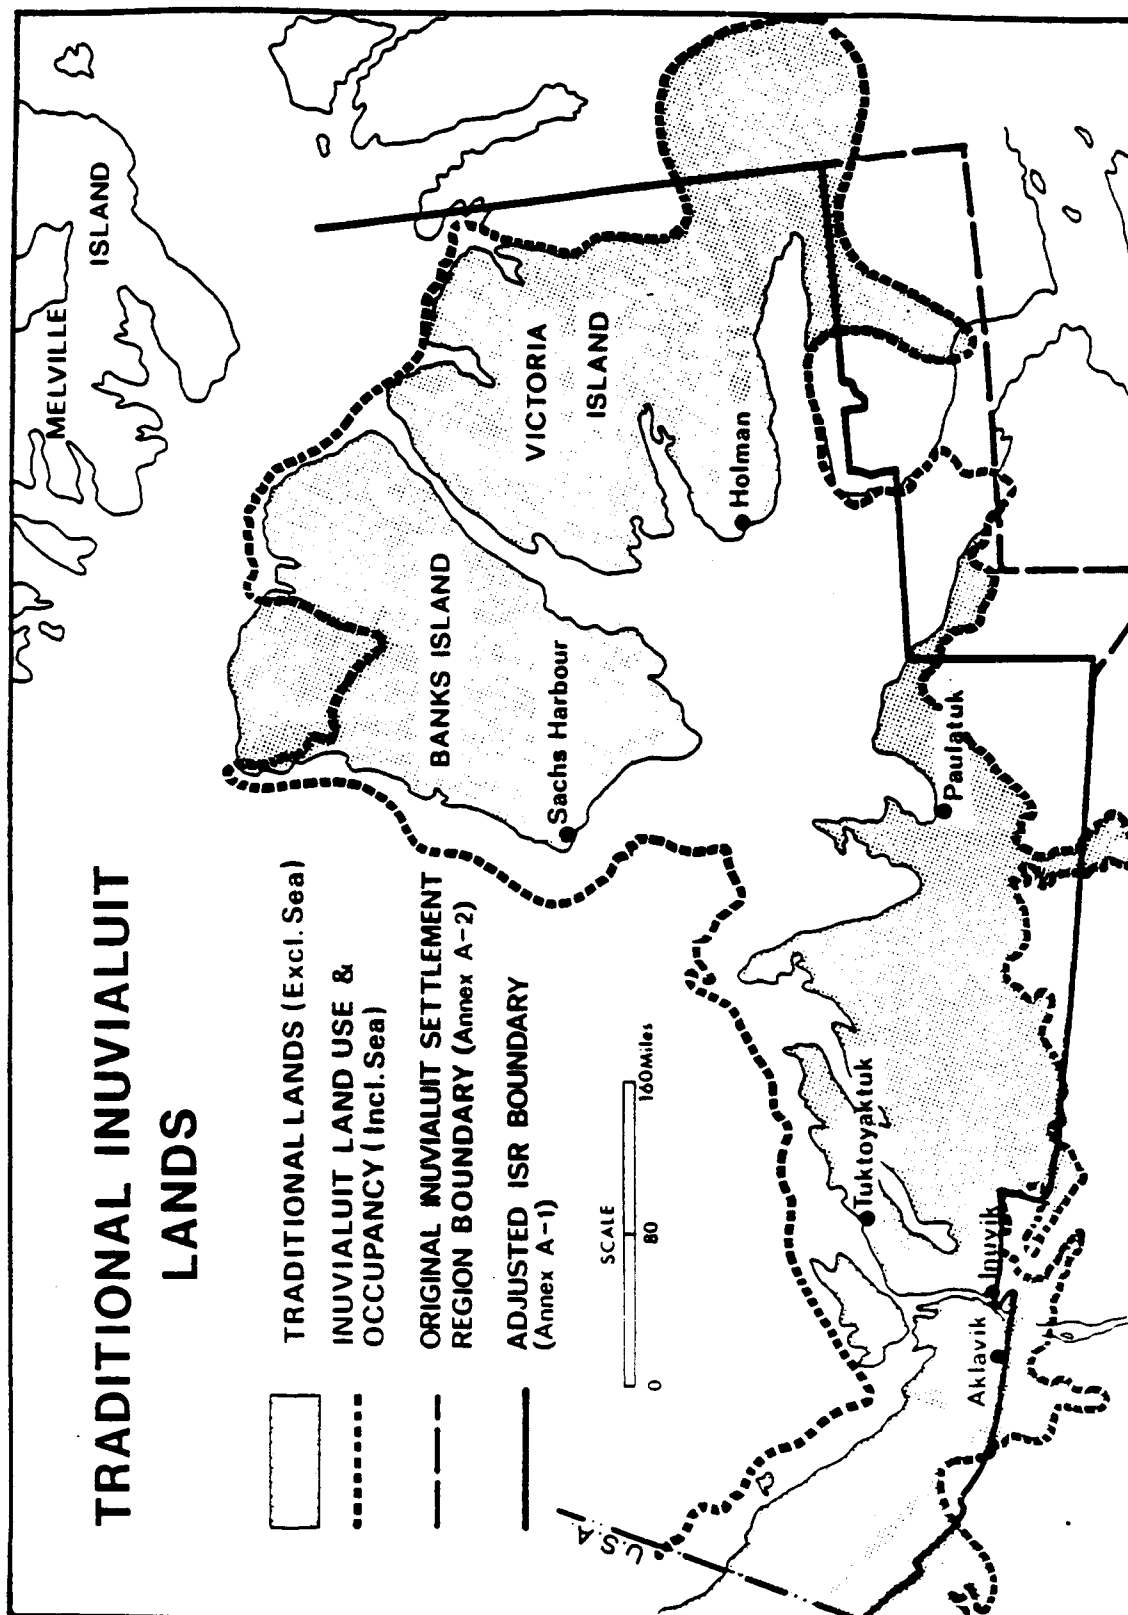 TRADITIONAL INUVIALUIT
LANDS
TRADITIONAL LANDS (Excl. Sea)
INUVIALUIT LAND USE &
OCCUPANCY (Incl. Sea)
ORIGINAL INUVIALUIT SETTLEMENT
REGION BOUNDARY (Annex A-2)
ADJUSTED ISR BOUNDARY
(Annex A-1)
SCALE
0 80 160 Miles
MELVILLE
ISLAND
BANKS ISLAND
VICTORIA
ISLAND
Sachs Harbour
Holman
Paulatuk
Tuktoyaktuk
Inuvik
Aklavik
U.S.A